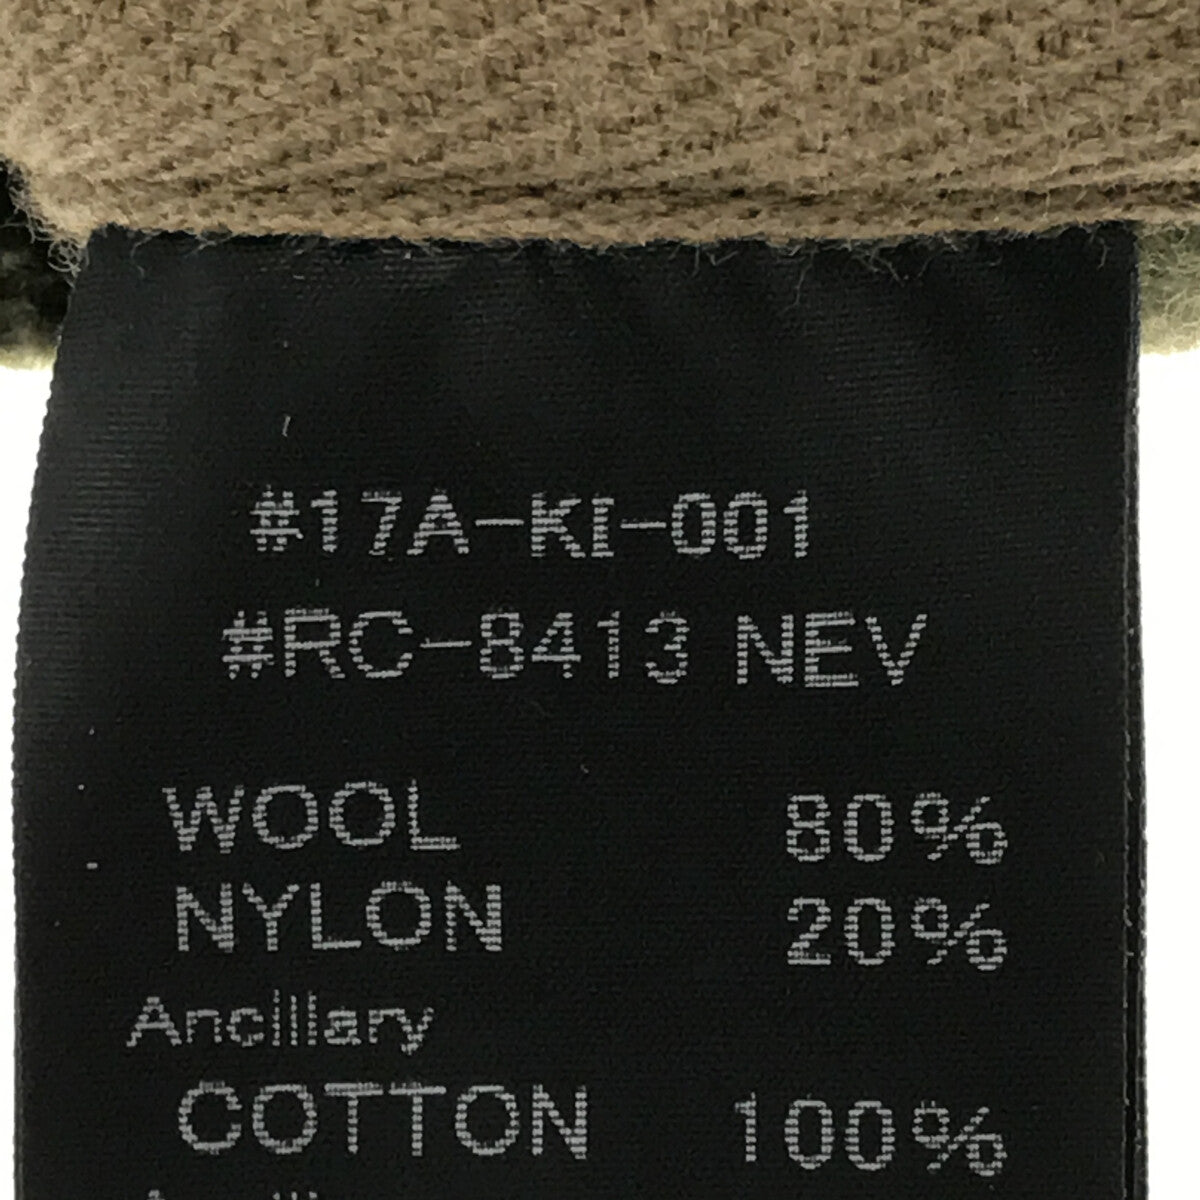 #17A-KI-001
#RC-8413 NEV
WOOL 80%
NYLON 20%
Ancillary
COTTON 100%